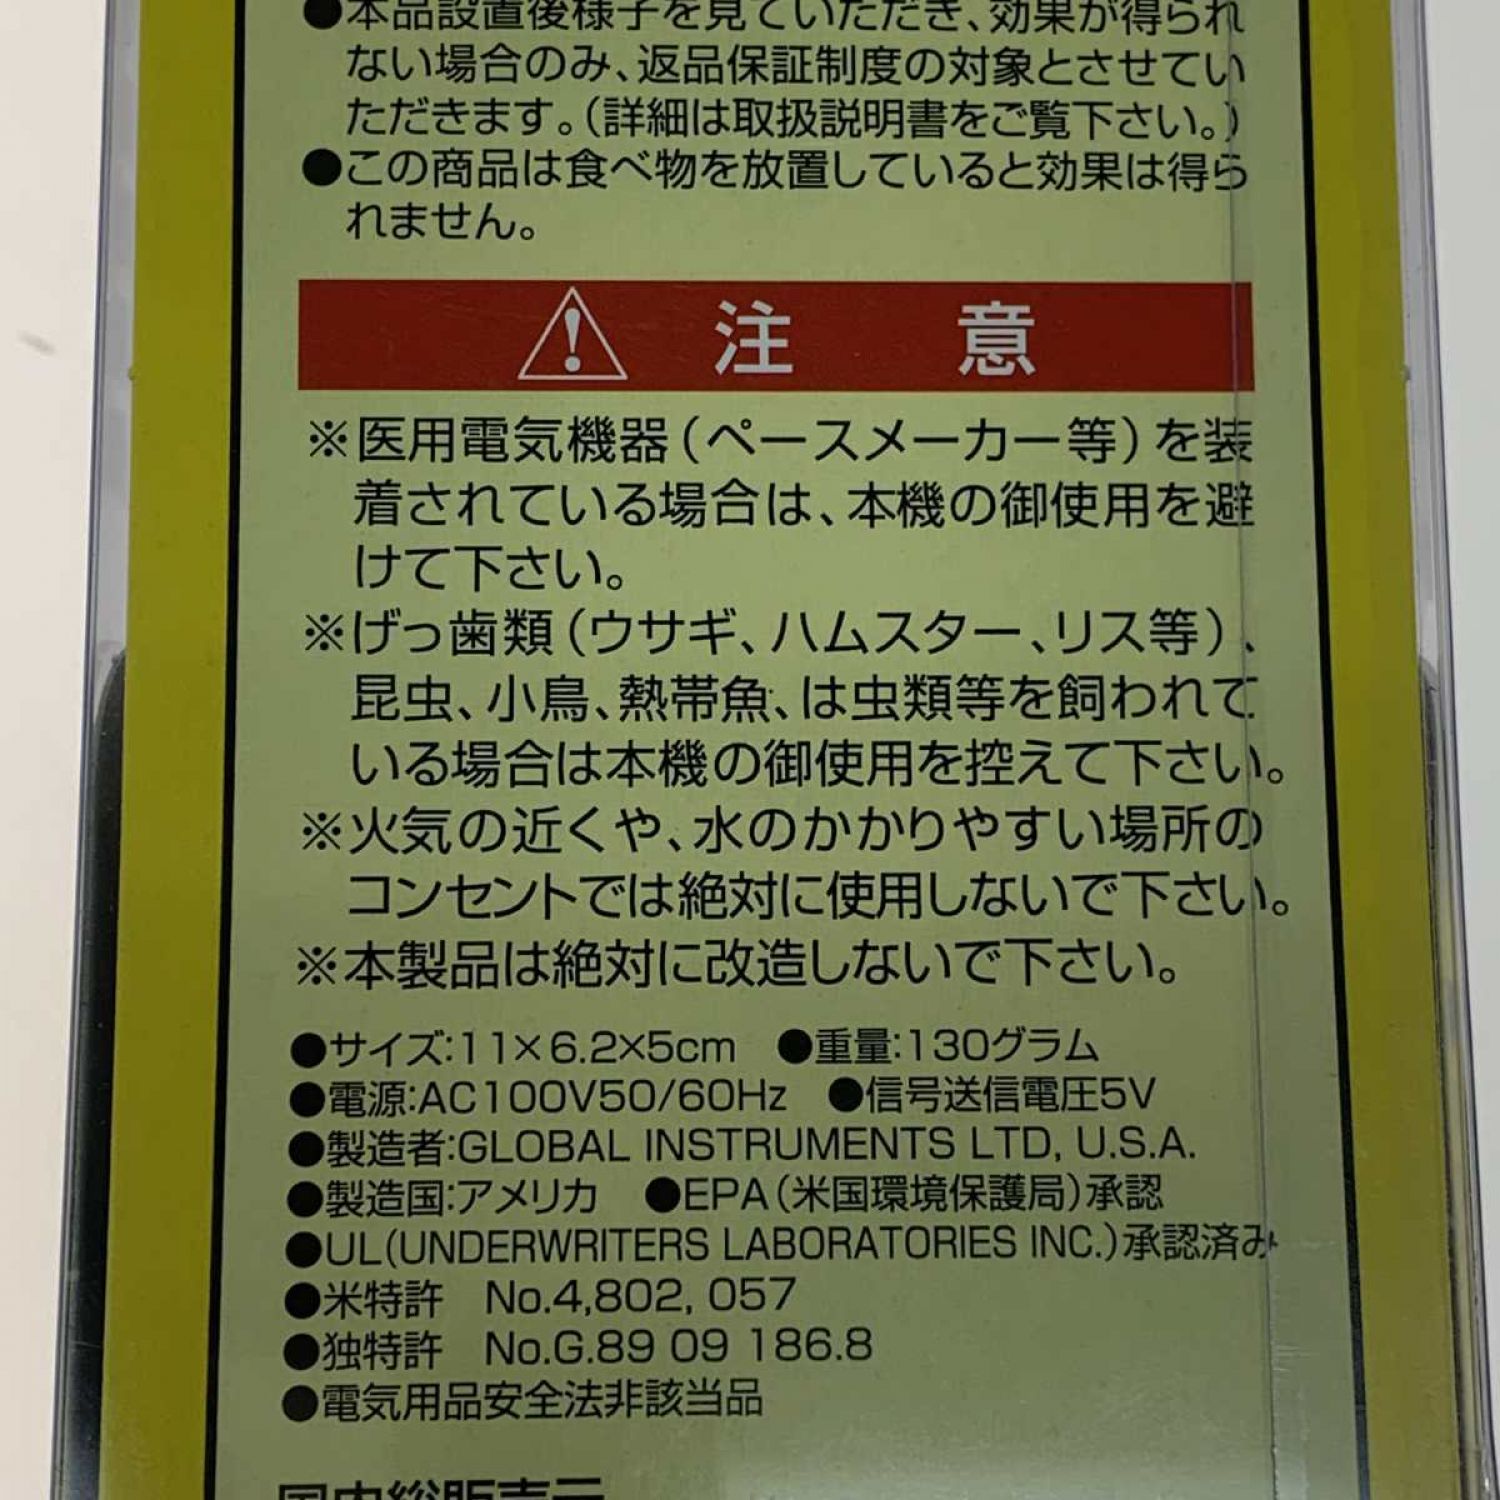 ●本品設置後様子を見ていただき、効果が得られ
ない場合のみ、返品保証制度の対象とさせてい
ただきます。(詳細は取扱説明書をご覧下さい。)
●この商品は食べ物を放置していると効果は得ら
れません。
注 意
※医用電気機器(ペースメーカー等)を装
着されている場合は、本機の御使用を避
けて下さい。
※げっ歯類(ウサギ、ハムスター、リス等)、
昆虫、小鳥、熱帯魚、は虫類等を飼われて
いる場合は本機の御使用を控えて下さい。
※火気の近くや、水のかかりやすい場所の
コンセントでは絶対に使用しないで下さい。
※本製品は絶対に改造しないで下さい。
●サイズ:11×6.2×5cm ●重量:130グラム
●電源:AC100V50/60Hz ●信号送信電圧5V
●製造者:GLOBAL INSTRUMENTS LTD, U.S.A.
●製造国:アメリカ ●EPA(米国環境保護局)承認
●UL(UNDERWRITERS LABORATORIES INC.)承認済み
●米特許 No.4,802, 057
●独特許 No.G.89 09 186.8
●電気用品安全法非該当品
国内総販売元